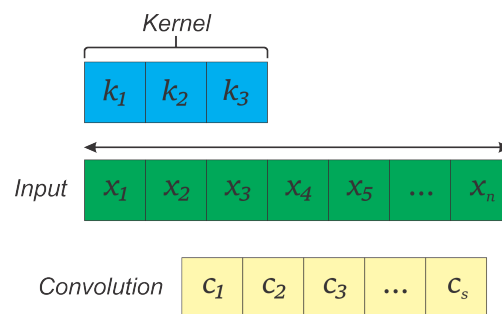 Kernel
k₁ k₂ k₃
Input x₁ x₂ x₃ x₄ x₅ ... xₙ
Convolution c₁ c₂ c₃ ... cₛ